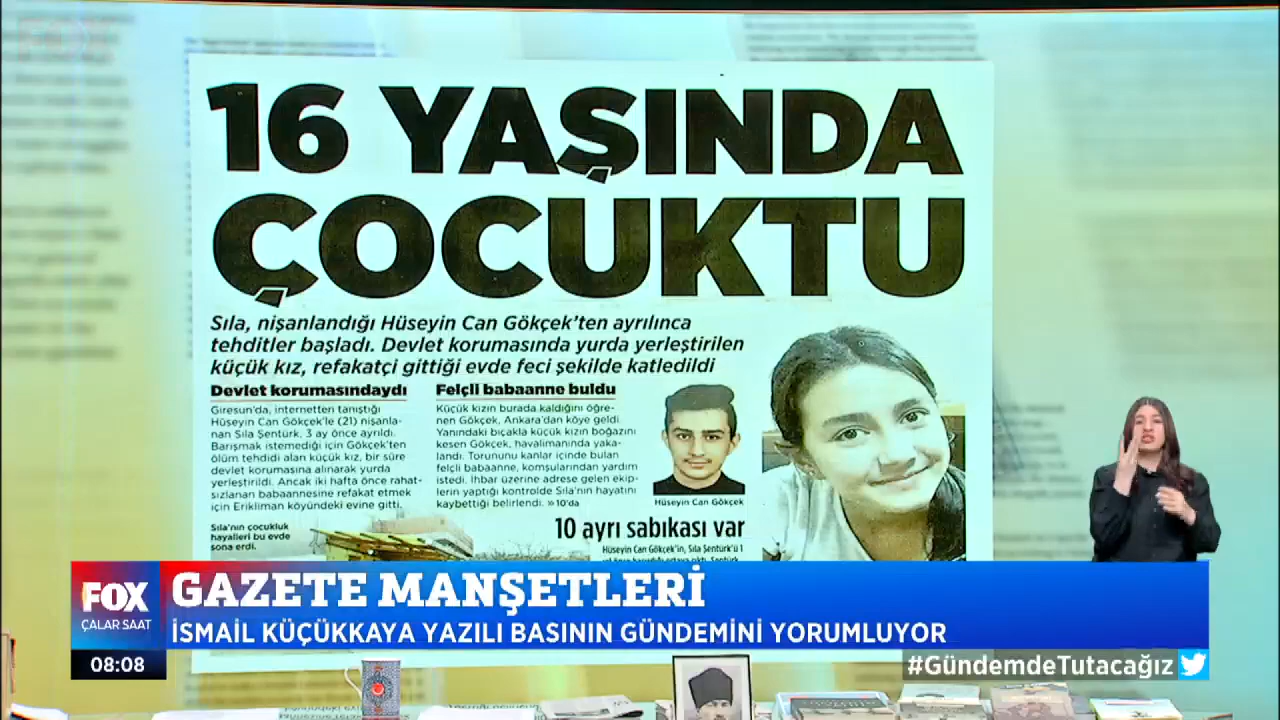 FOX
16 YAŞINDA
ÇOCUKTU
Sıla, nişanlandığı Hüseyin Can Gökçek'ten ayrılınca
tehditler başladı. Devlet korumasında yurda yerleştirilen
küçük kız, refakatçi gittiği evde feci şekilde katledildi
Devlet korumasındaydı
Giresun'da, internetten tanıştığı
Hüseyin Can Gökçek'le (21) nişanla-
nan Sıla Şentürk, 3 ay önce ayrıldı.
Barışmak istemediği için Gökçek'ten
ölüm tehdidi alan küçük kız, bir süre
devlet korumasına alınarak yurda
yerleştirildi. Ancak iki hafta önce rahat-
sızlanan babaannesine refakat etmek
için Erikliman köyündeki evine gitti.
Sıla'nın çocukluk
hayalleri bu evde
sona erdi.
Felçli babaanne buldu
Küçük kızın burada kaldığını öğre-
nen Gökçek, Ankara'dan köye geldi.
Yanındaki bıçakla küçük kızın boğazını
kesen Gökçek, havalimanında yaka-
landı. Torununu kanlar içinde bulan
felçli babaanne, komşularından yardım
istedi. İhbar üzerine adrese gelen ekip-
lerin yaptığı kontrolde Sıla'nın hayatını
kaybettiği belirlendi. »10'da
Hüseyin Can Gökçek
10 ayrı sabıkası var
Hüseyin Can Gökçek'in, Sıla Şentürk'ü 1
FOX
ÇALAR SAAT
08:08
GAZETE MANŞETLERİ
İSMAİL KÜÇÜKKAYA YAZILI BASININ GÜNDEMİNİ YORUMLUYOR
#GündemdeTutacağız